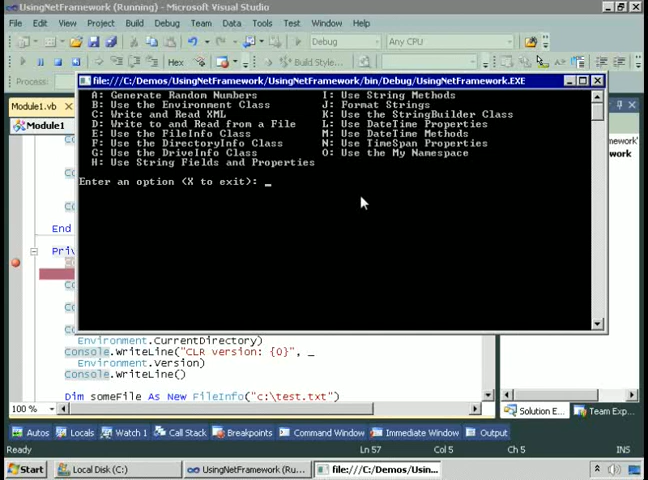 UsingNetFramework (Running) - Microsoft Visual Studio
File Edit View Project Build Debug Team Data Tools Test Window Help
Debug Any CPU
Hex Build Style...
Process:
file:///C:/Demos/UsingNetFramework/UsingNetFramework/bin/Debug/UsingNetFramework.EXE
Module1.vb
Module1
A: Generate Random Numbers I: Use String Methods
B: Use the Environment Class J: Format Strings
C: Write and Read XML K: Use the StringBuilder Class
D: Write to and Read from a File L: Use DateTime Properties
E: Use the FileInfo Class M: Use DateTime Methods
F: Use the DirectoryInfo Class N: Use TimeSpan Properties
G: Use the DriveInfo Class O: Use the My Namespace
H: Use String Fields and Properties
Enter an option (X to exit): _
End
Priv
Environment.CurrentDirectory)
Console.WriteLine("CLR version: {0}", _
Environment.Version)
Console.WriteLine()
Dim someFile As New FileInfo("c:\test.txt")
100 %
Solution E... Team Exp...
Autos Locals Watch 1 Call Stack Breakpoints Command Window Immediate Window Output
Ready Ln 57 Col 5 Ch 5 INS
Start Local Disk (C:) UsingNetFramework (Ru... file:///C:/Demos/Usin...